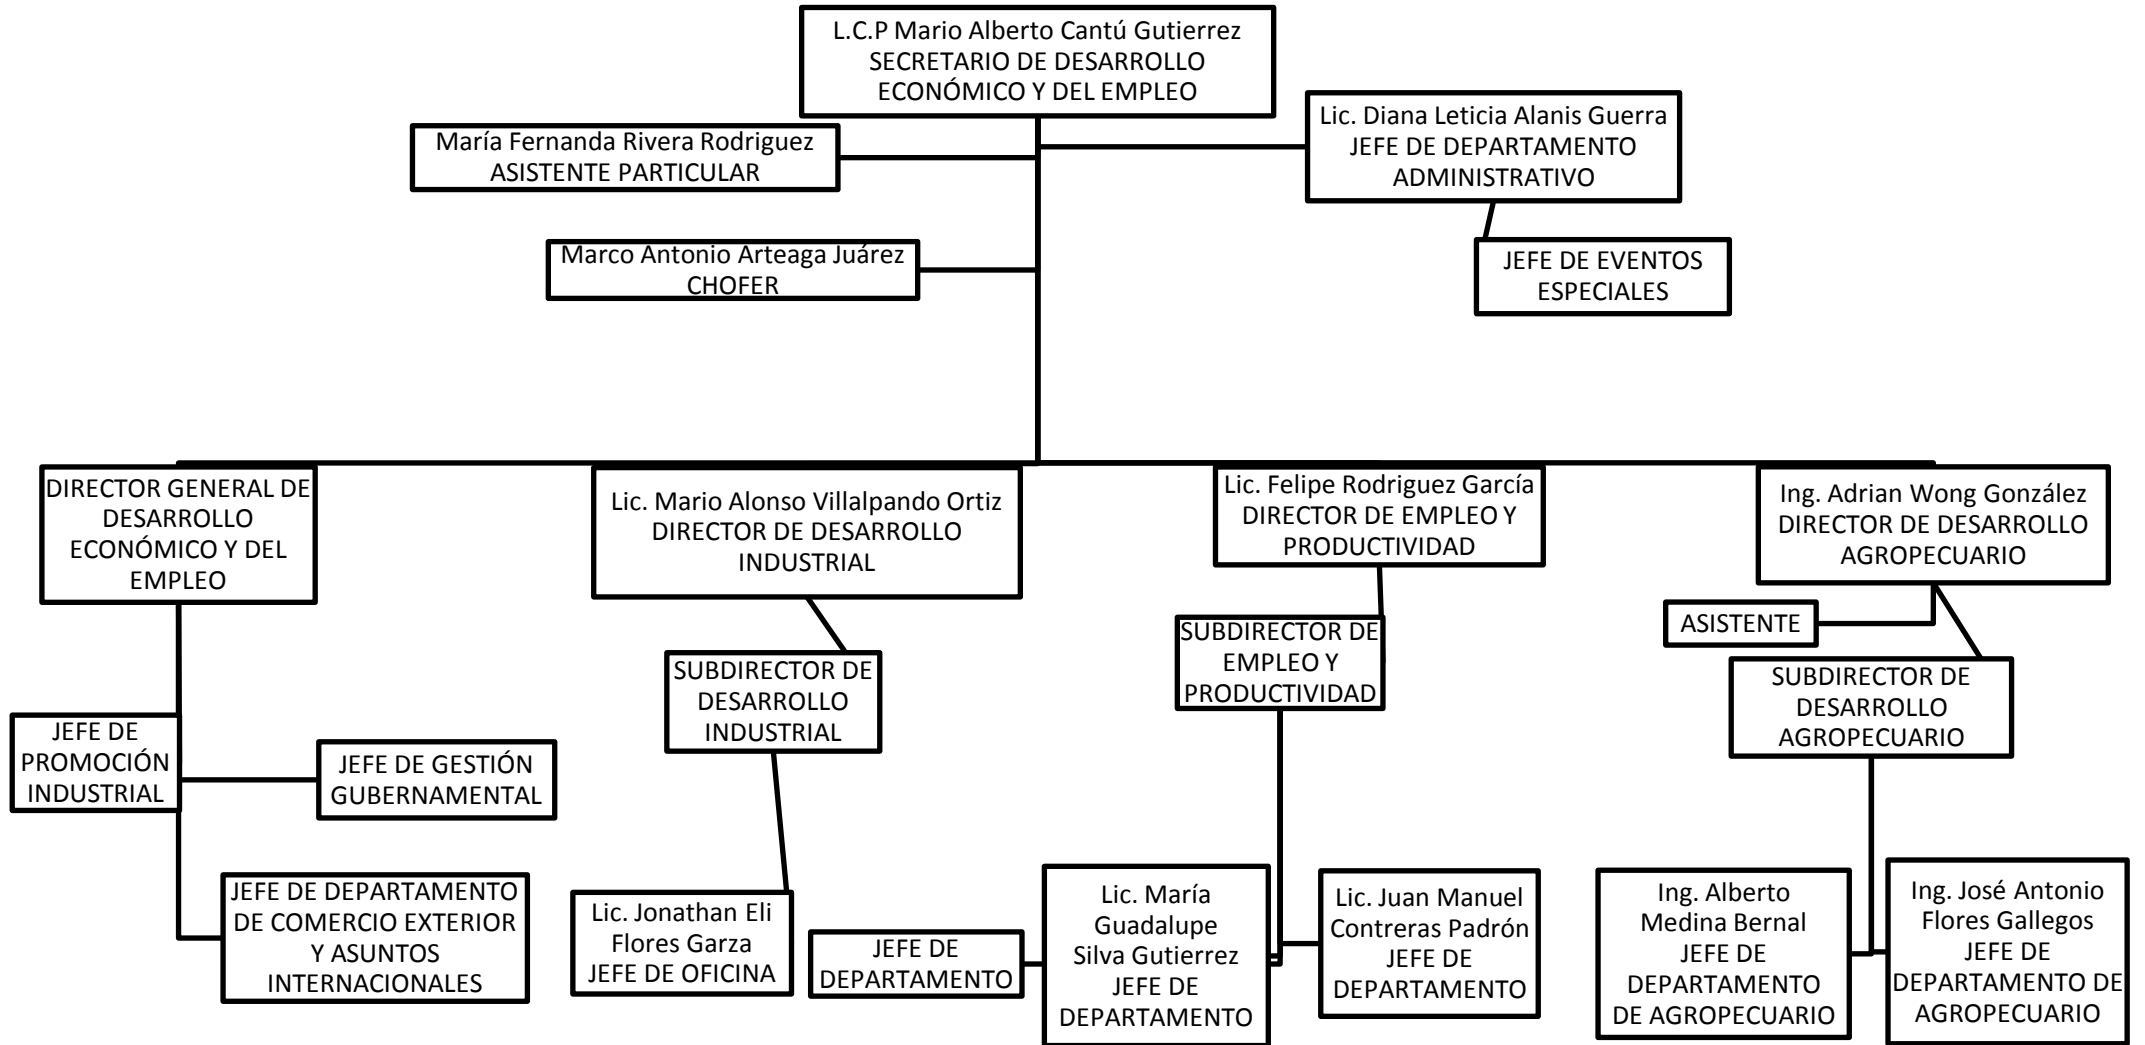 L.C.P Mario Alberto Cantú Gutierrez
SECRETARIO DE DESARROLLO
ECONÓMICO Y DEL EMPLEO
Lic. Diana Leticia Alanis Guerra
JEFE DE DEPARTAMENTO
ADMINISTRATIVO
María Fernanda Rivera Rodriguez
ASISTENTE PARTICULAR
Marco Antonio Arteaga Juárez
CHOFER
JEFE DE EVENTOS
ESPECIALES
DIRECTOR GENERAL DE
DESARROLLO
ECONÓMICO Y DEL
EMPLEO
Lic. Mario Alonso Villalpando Ortiz
DIRECTOR DE DESARROLLO
INDUSTRIAL
Lic. Felipe Rodriguez García
DIRECTOR DE EMPLEO Y
PRODUCTIVIDAD
Ing. Adrian Wong González
DIRECTOR DE DESARROLLO
AGROPECUARIO
ASISTENTE
SUBDIRECTOR DE
DESARROLLO
INDUSTRIAL
SUBDIRECTOR DE
EMPLEO Y
PRODUCTIVIDAD
SUBDIRECTOR DE
DESARROLLO
AGROPECUARIO
JEFE DE
PROMOCIÓN
INDUSTRIAL
JEFE DE GESTIÓN
GUBERNAMENTAL
JEFE DE DEPARTAMENTO
DE COMERCIO EXTERIOR
Y ASUNTOS
INTERNACIONALES
Lic. Jonathan Eli
Flores Garza
JEFE DE OFICINA
JEFE DE
DEPARTAMENTO
Lic. María
Guadalupe
Silva Gutierrez
JEFE DE
DEPARTAMENTO
Lic. Juan Manuel
Contreras Padrón
JEFE DE
DEPARTAMENTO
Ing. Alberto
Medina Bernal
JEFE DE
DEPARTAMENTO
DE AGROPECUARIO
Ing. José Antonio
Flores Gallegos
JEFE DE
DEPARTAMENTO DE
AGROPECUARIO